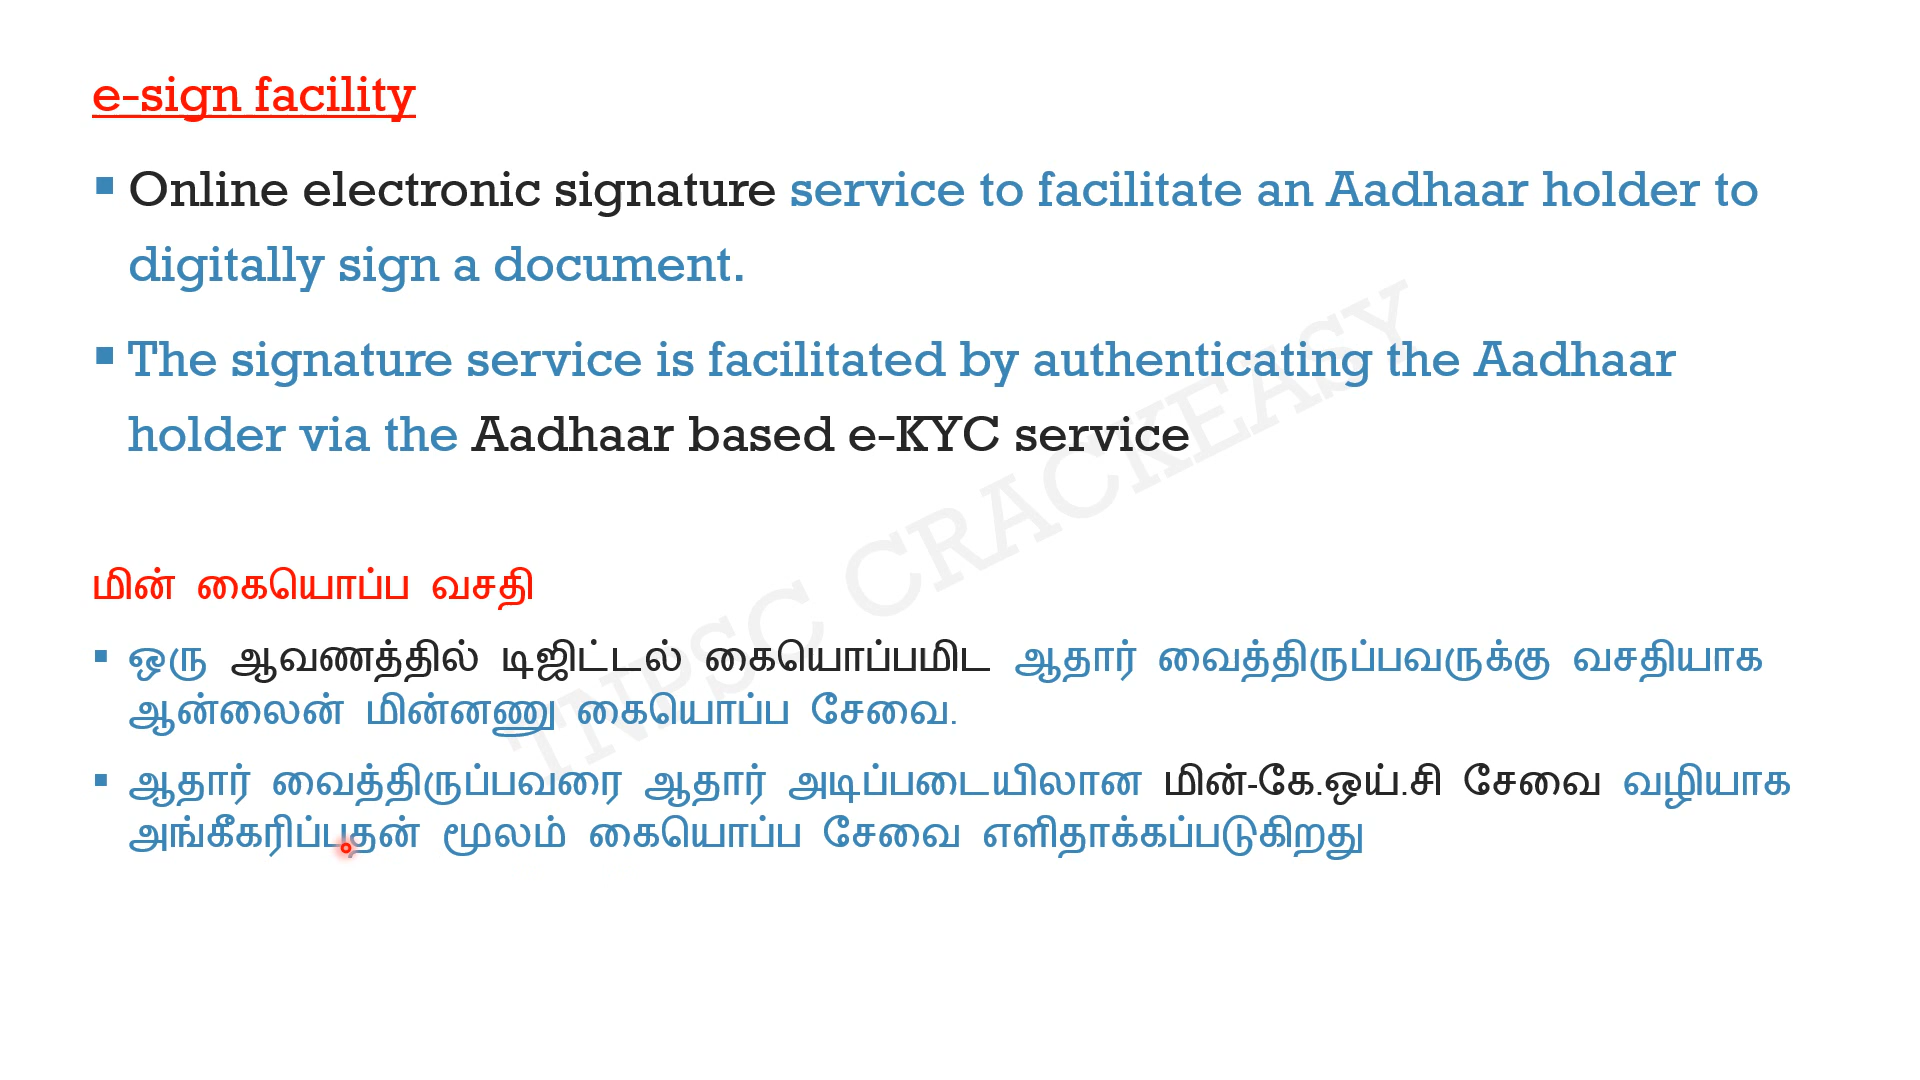 e-sign facility
▪ Online electronic signature service to facilitate an Aadhaar holder to
digitally sign a document.
▪ The signature service is facilitated by authenticating the Aadhaar
holder via the Aadhaar based e-KYC service
TNPSC CRACKEASY
மின் கையொப்ப வசதி
▪ ஒரு ஆவணத்தில் டிஜிட்டல் கையொப்பமிட ஆதார் வைத்திருப்பவருக்கு வசதியாக
ஆன்லைன் மின்னணு கையொப்ப சேவை.
▪ ஆதார் வைத்திருப்பவரை ஆதார் அடிப்படையிலான மின்-கே.ஒய்.சி சேவை வழியாக
அங்கீகரிப்பதன் மூலம் கையொப்ப சேவை எளிதாக்கப்படுகிறது